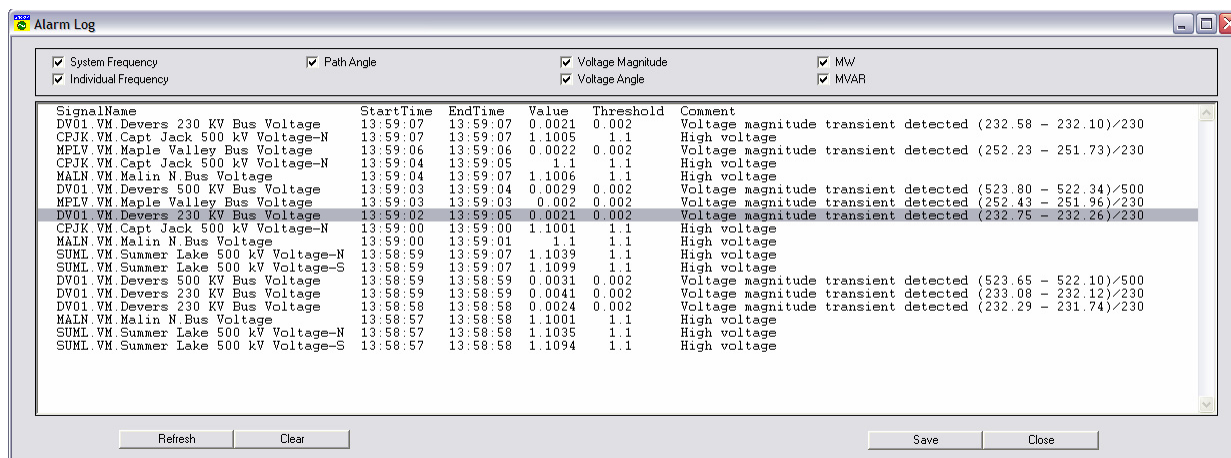 Alarm Log
System Frequency Path Angle Voltage Magnitude MW
Individual Frequency Voltage Angle MVAR
SignalName StartTime EndTime Value Threshold Comment
DV01.VM.Devers 230 KV Bus Voltage 13:59:07 13:59:07 0.0021 0.002 Voltage magnitude transient detected (232.58 - 232.10)/230
CPJK.VM.Capt Jack 500 kV Voltage-N 13:59:07 13:59:07 1.1005 1.1 High voltage
MPLV.VM.Maple Valley Bus Voltage 13:59:06 13:59:06 0.0022 0.002 Voltage magnitude transient detected (252.23 - 251.73)/230
CPJK.VM.Capt Jack 500 kV Voltage-N 13:59:04 13:59:05 1.1 1.1 High voltage
MALN.VM.Malin N.Bus Voltage 13:59:04 13:59:07 1.1006 1.1 High voltage
DV01.VM.Devers 500 KV Bus Voltage 13:59:03 13:59:04 0.0029 0.002 Voltage magnitude transient detected (523.80 - 522.34)/500
MPLV.VM.Maple Valley Bus Voltage 13:59:03 13:59:03 0.002 0.002 Voltage magnitude transient detected (252.43 - 251.96)/230
DV01.VM.Devers 230 KV Bus Voltage 13:59:02 13:59:05 0.0021 0.002 Voltage magnitude transient detected (232.75 - 232.26)/230
CPJK.VM.Capt Jack 500 kV Voltage-N 13:59:00 13:59:00 1.1001 1.1 High voltage
MALN.VM.Malin N.Bus Voltage 13:59:00 13:59:01 1.1 1.1 High voltage
SUML.VM.Summer Lake 500 kV Voltage-N 13:58:59 13:59:07 1.1039 1.1 High voltage
SUML.VM.Summer Lake 500 kV Voltage-S 13:58:59 13:59:07 1.1099 1.1 High voltage
DV01.VM.Devers 500 KV Bus Voltage 13:58:59 13:58:59 0.0031 0.002 Voltage magnitude transient detected (523.65 - 522.10)/500
DV01.VM.Devers 230 KV Bus Voltage 13:58:59 13:59:00 0.0041 0.002 Voltage magnitude transient detected (233.08 - 232.12)/230
DV01.VM.Devers 230 KV Bus Voltage 13:58:58 13:58:58 0.0024 0.002 Voltage magnitude transient detected (232.29 - 231.74)/230
MALN.VM.Malin N.Bus Voltage 13:58:57 13:58:58 1.1001 1.1 High voltage
SUML.VM.Summer Lake 500 kV Voltage-N 13:58:57 13:58:58 1.1035 1.1 High voltage
SUML.VM.Summer Lake 500 kV Voltage-S 13:58:57 13:58:58 1.1094 1.1 High voltage
Refresh Clear Save Close